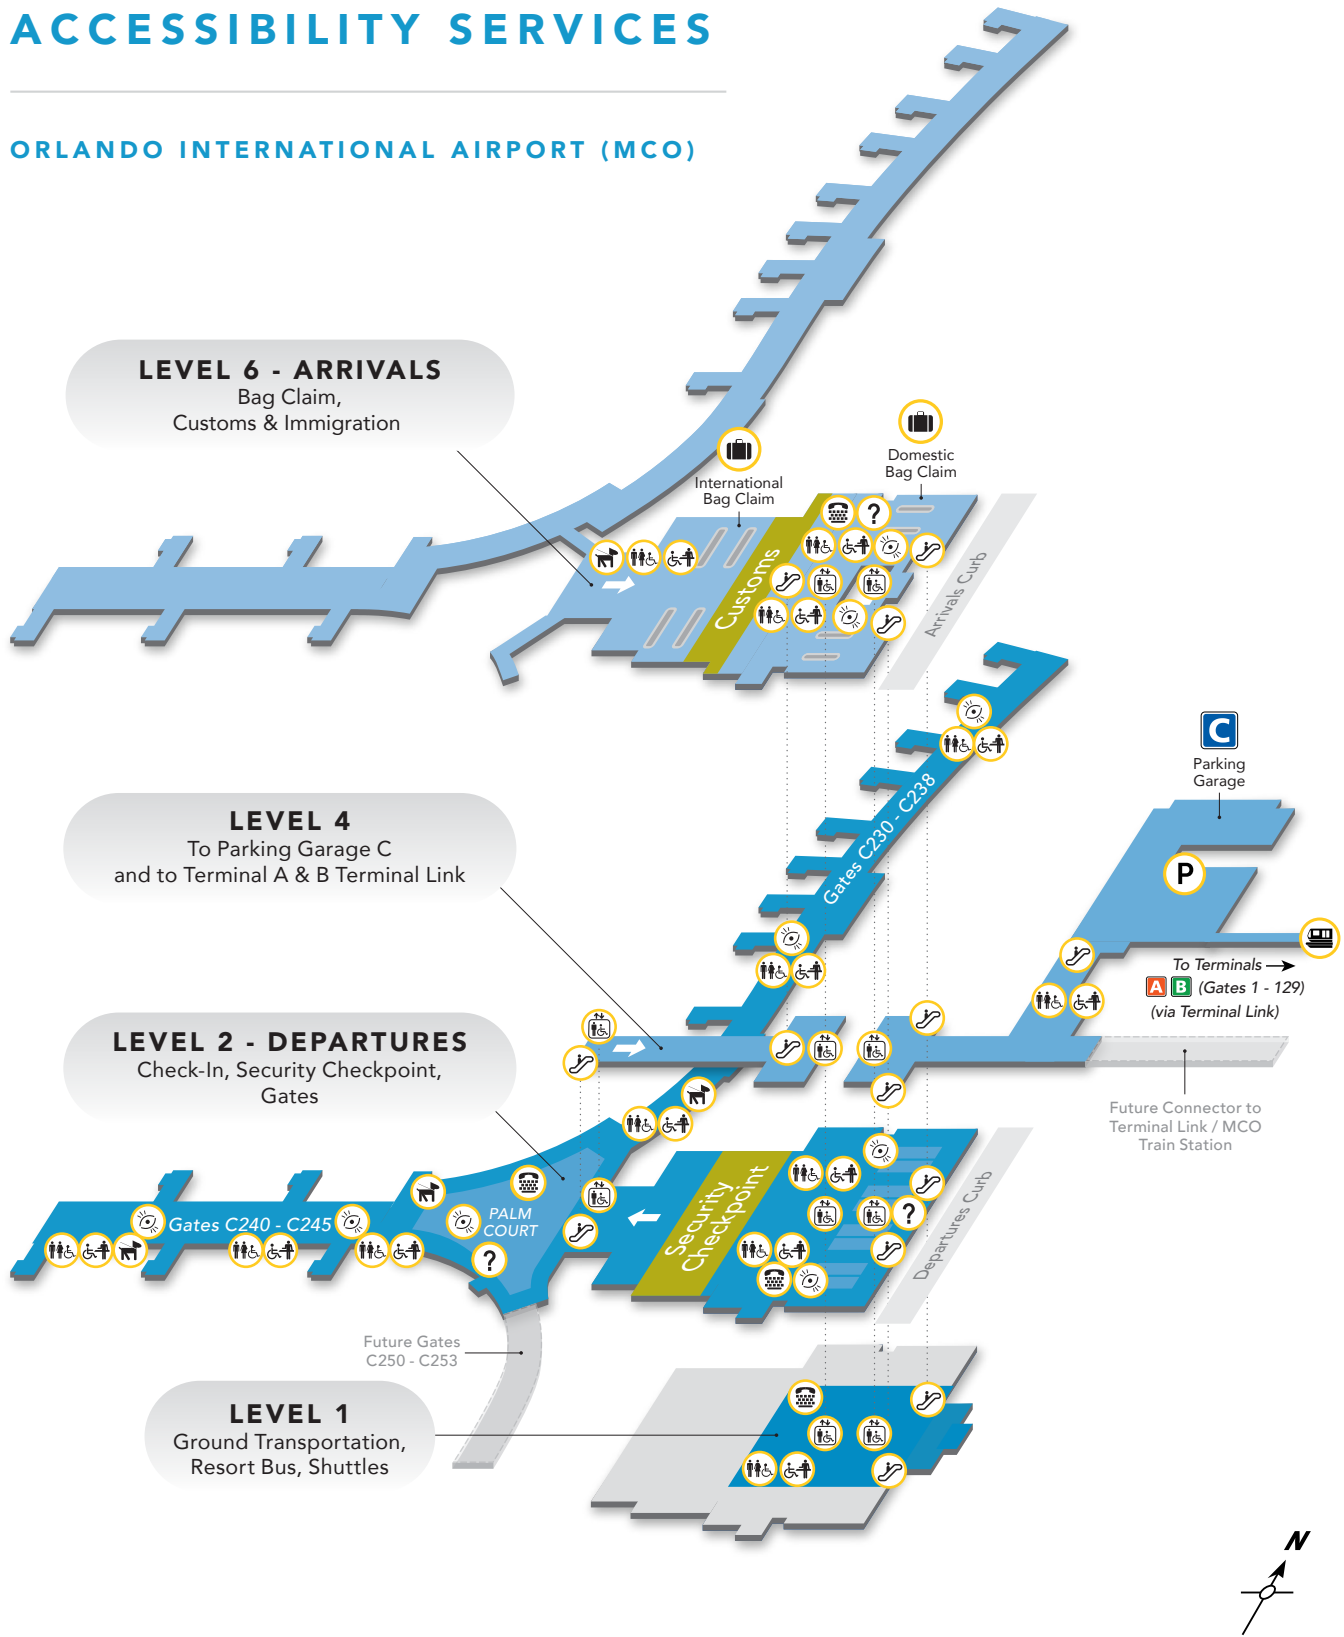 ACCESSIBILITY SERVICES
ORLANDO INTERNATIONAL AIRPORT (MCO)
LEVEL 6 - ARRIVALS
Bag Claim,
Customs & Immigration
International
Bag Claim
Domestic
Bag Claim
?
Customs
Arrivals Curb
LEVEL 4
To Parking Garage C
and to Terminal A & B Terminal Link
Gates C230 - C238
C
Parking
Garage
P
To Terminals
A B (Gates 1 - 129)
(via Terminal Link)
Future Connector to
Terminal Link / MCO
Train Station
LEVEL 2 - DEPARTURES
Check-In, Security Checkpoint,
Gates
Gates C240 - C245
PALM
COURT
?
Security
Checkpoint
?
Departures Curb
Future Gates
C250 - C253
LEVEL 1
Ground Transportation,
Resort Bus, Shuttles
N